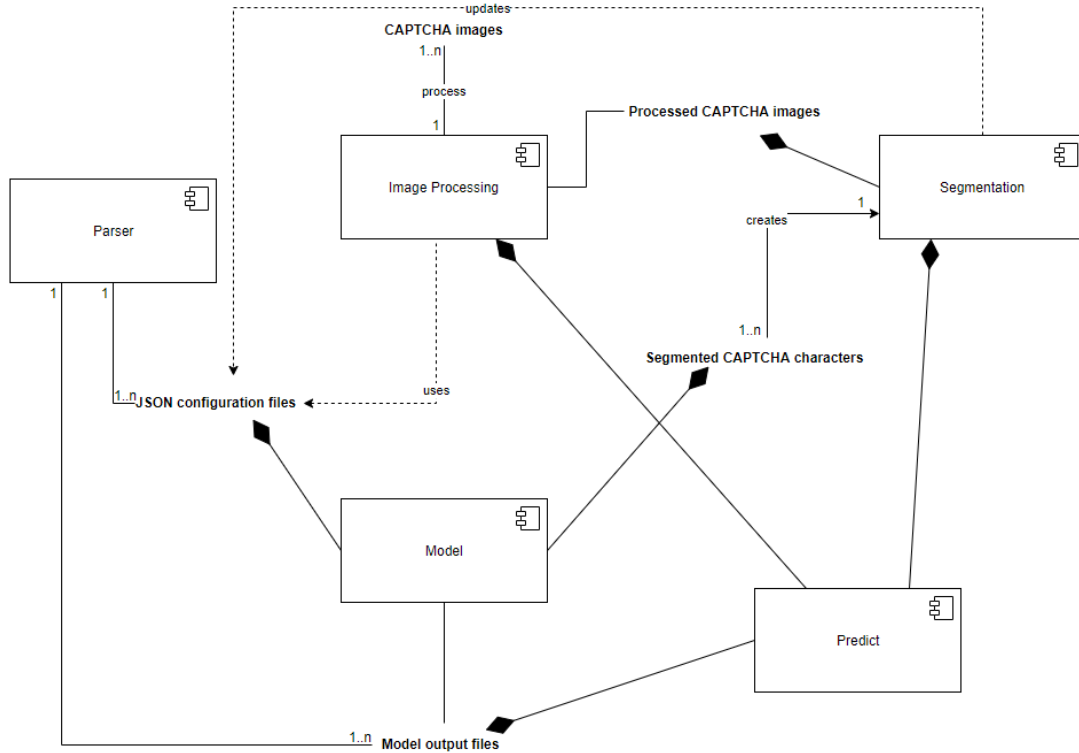 updates
CAPTCHA images
1..n
process
1
Processed CAPTCHA images
Image Processing
Segmentation
Parser
1
creates
1
1
1..n
Segmented CAPTCHA characters
uses
1..n
JSON configuration files
Model
Predict
1..n
Model output files